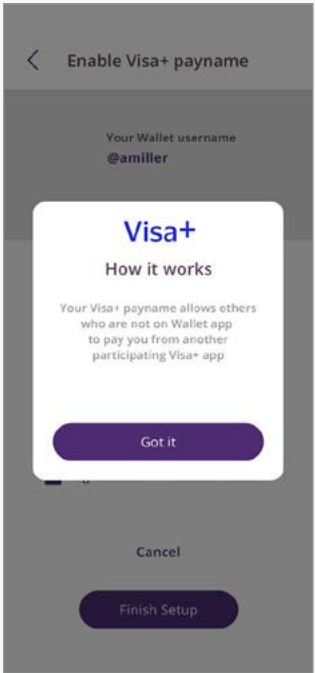 Enable Visa+ payname
Your Wallet username
@amiller
Visa+
How it works
Your Visa+ payname allows others
who are not on Wallet app
to pay you from another
participating Visa+ app
Got it
Cancel
Finish Setup